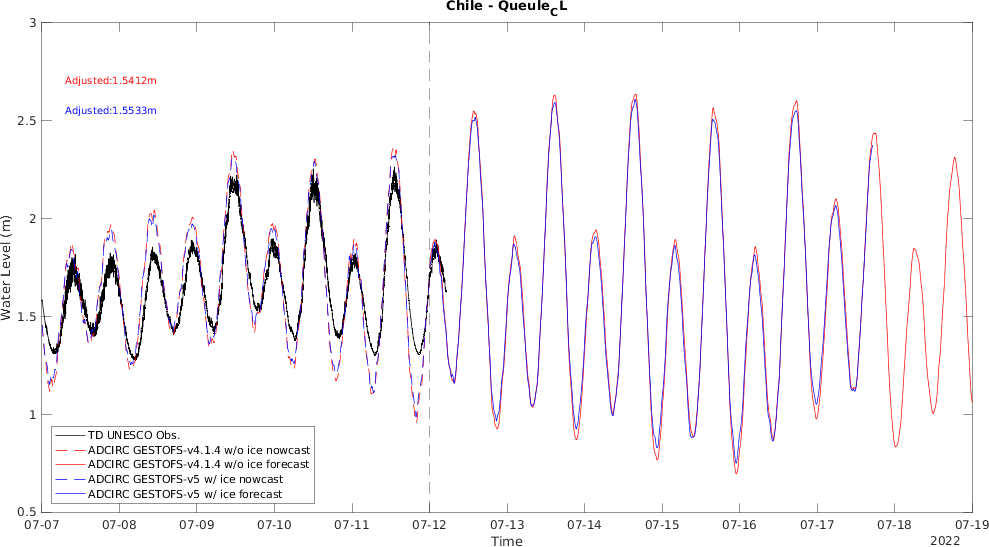 Chile - Queule_CL
3
Adjusted:1.5412m
Adjusted:1.5533m
2.5
2
Water Level (m)
1.5
1
TD UNESCO Obs.
ADCIRC GESTOFS-v4.1.4 w/o ice nowcast
ADCIRC GESTOFS-v4.1.4 w/o ice forecast
ADCIRC GESTOFS-v5 w/ ice nowcast
ADCIRC GESTOFS-v5 w/ ice forecast
0.5
07-07 07-08 07-09 07-10 07-11 07-12 07-13 07-14 07-15 07-16 07-17 07-18 07-19
Time
2022